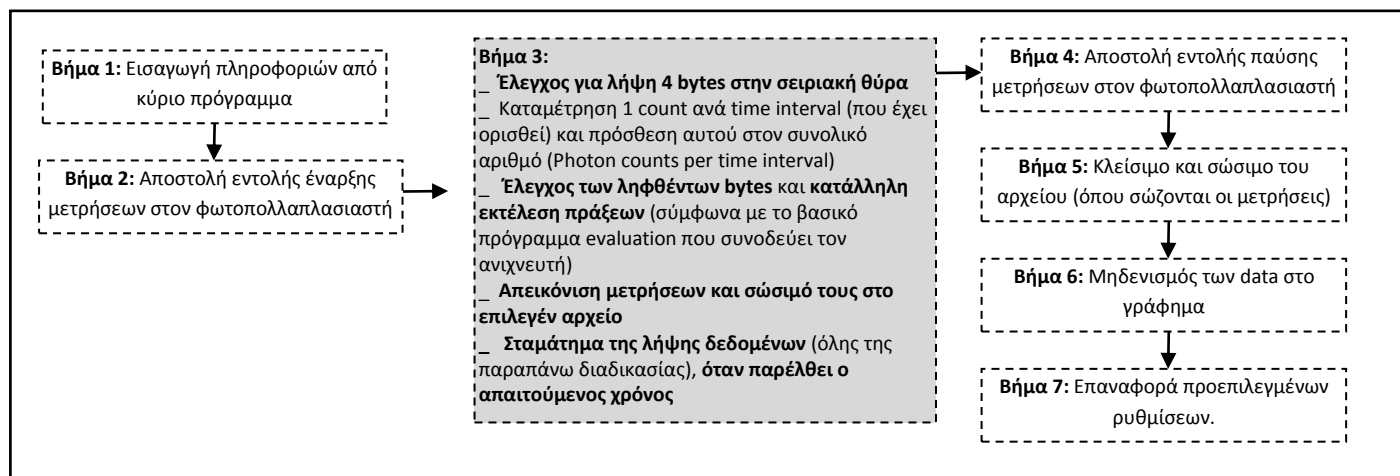 Βήμα 1: Εισαγωγή πληροφοριών από
κύριο πρόγραμμα
Βήμα 2: Αποστολή εντολής έναρξης
μετρήσεων στον φωτοπολλαπλασιαστή
Βήμα 3:
_ Έλεγχος για λήψη 4 bytes στην σειριακή θύρα
_ Καταμέτρηση 1 count ανά time interval (που έχει
ορισθεί) και πρόσθεση αυτού στον συνολικό
αριθμό (Photon counts per time interval)
_ Έλεγχος των ληφθέντων bytes και κατάλληλη
εκτέλεση πράξεων (σύμφωνα με το βασικό
πρόγραμμα evaluation που συνοδεύει τον
ανιχνευτή)
_ Απεικόνιση μετρήσεων και σώσιμό τους στο
επιλεγέν αρχείο
_ Σταμάτημα της λήψης δεδομένων (όλης της
παραπάνω διαδικασίας), όταν παρέλθει ο
απαιτούμενος χρόνος
Βήμα 4: Αποστολή εντολής παύσης
μετρήσεων στον φωτοπολλαπλασιαστή
Βήμα 5: Κλείσιμο και σώσιμο του
αρχείου (όπου σώζονται οι μετρήσεις)
Βήμα 6: Μηδενισμός των data στο
γράφημα
Βήμα 7: Επαναφορά προεπιλεγμένων
ρυθμίσεων.